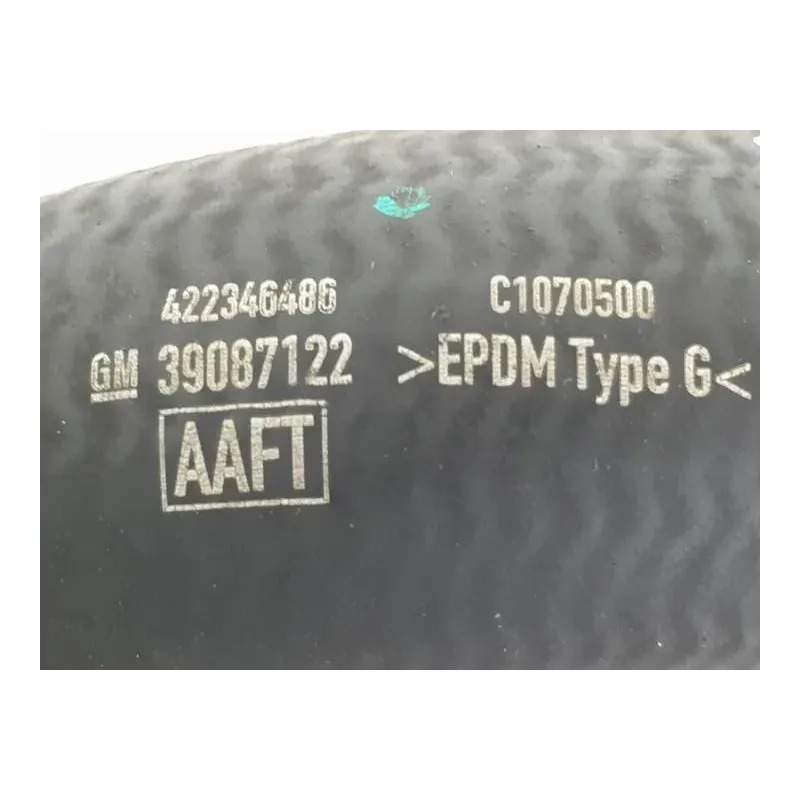 422346486 C1070500
GM 39087122 >EPDM Type G<
AAFT